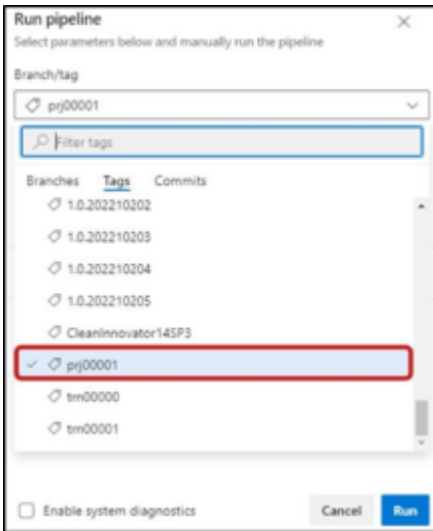 Run pipeline
Select parameters below and manually run the pipeline
Branch/tag
prj00001
Filter tags
Branches Tags Commits
1.0.202210202
1.0.202210203
1.0.202210204
1.0.202210205
CleanInnovator14SP3
prj00001
trn00000
trn00001
Enable system diagnostics
Cancel Run